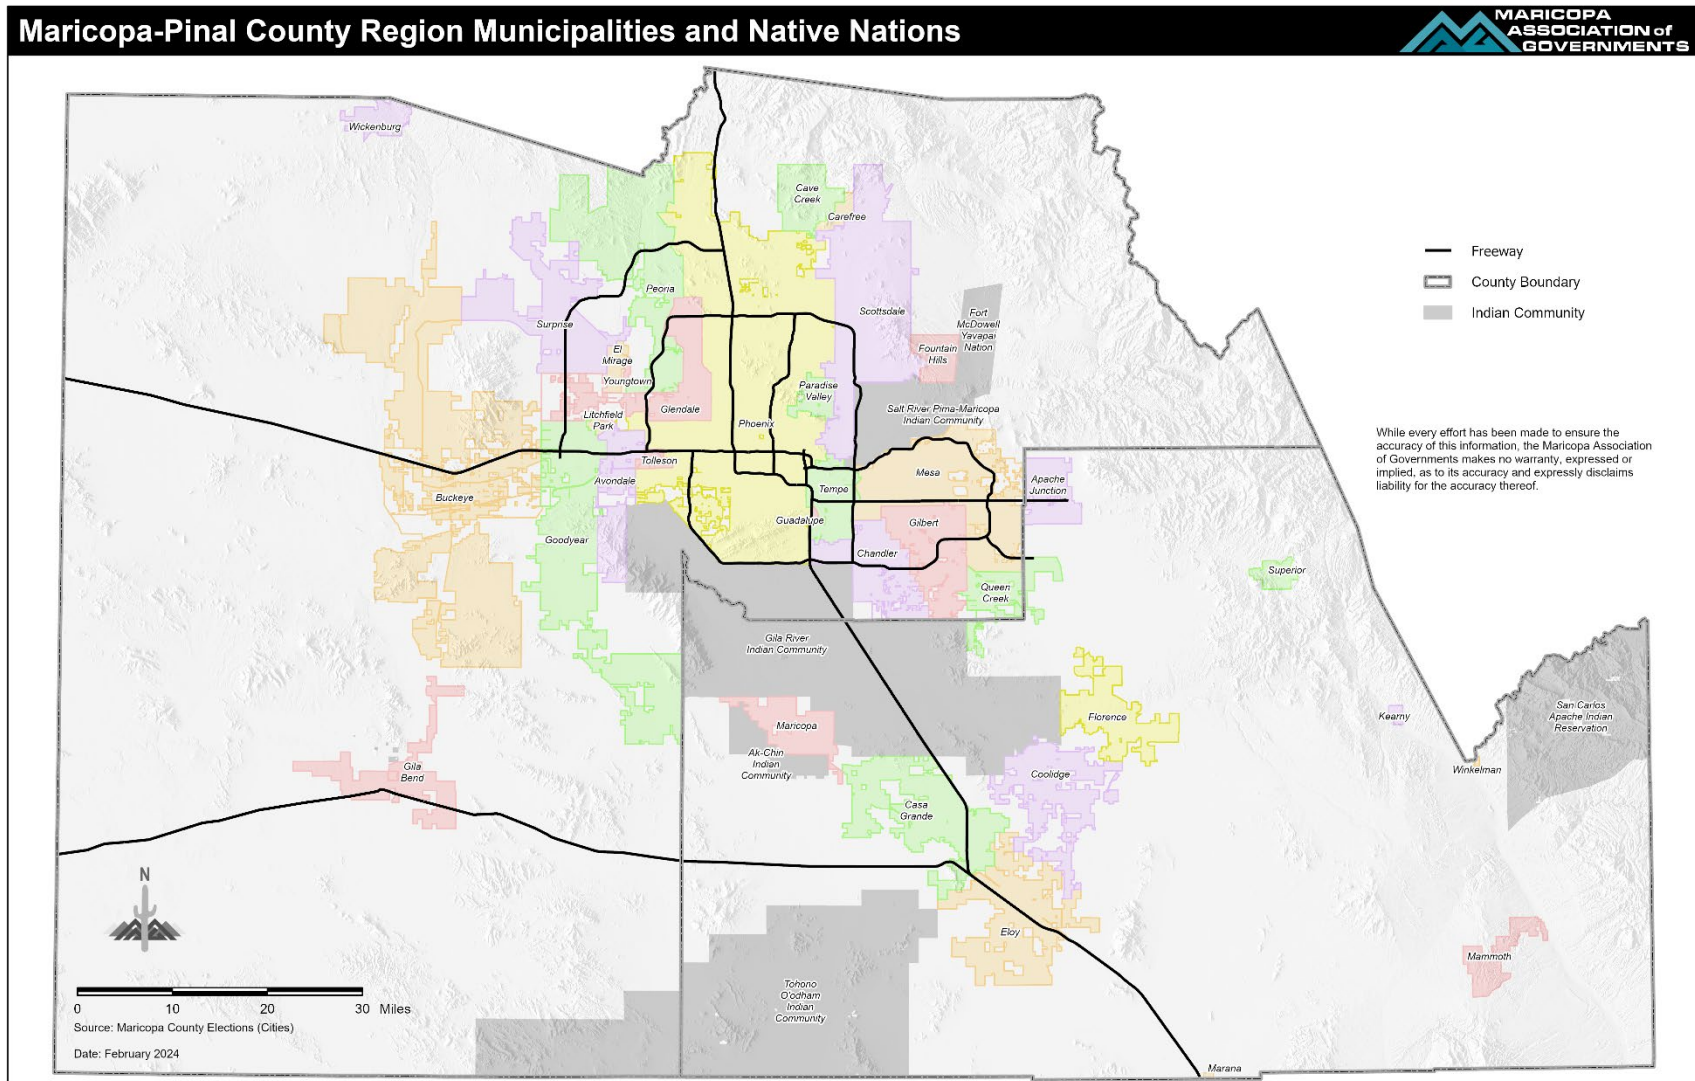 Maricopa-Pinal County Region Municipalities and Native Nations
MARICOPA
ASSOCIATION of
GOVERNMENTS
Wickenburg
Cave
Creek
Carefree
Peoria
Surprise
Scottsdale
Fort
McDowell
Yavapai
Nation
Fountain
Hills
El
Mirage
Youngtown
Paradise
Valley
Litchfield
Park
Glendale
Phoenix
Salt River Pima-Maricopa
Indian Community
Tolleson
Mesa
Apache
Junction
Buckeye
Avondale
Tempe
Goodyear
Guadalupe
Gilbert
Chandler
Queen
Creek
Superior
Gila River
Indian Community
Maricopa
Florence
Kearny
San Carlos
Apache Indian
Reservation
Ak-Chin
Indian
Community
Gila
Bend
Coolidge
Winkelman
Casa
Grande
Eloy
Mammoth
Tohono
O'odham
Indian
Community
Marana
Freeway
County Boundary
Indian Community
While every effort has been made to ensure the
accuracy of this information, the Maricopa Association
of Governments makes no warranty, expressed or
implied, as to its accuracy and expressly disclaims
liability for the accuracy thereof.
N
0 10 20 30 Miles
Source: Maricopa County Elections (Cities)
Date: February 2024